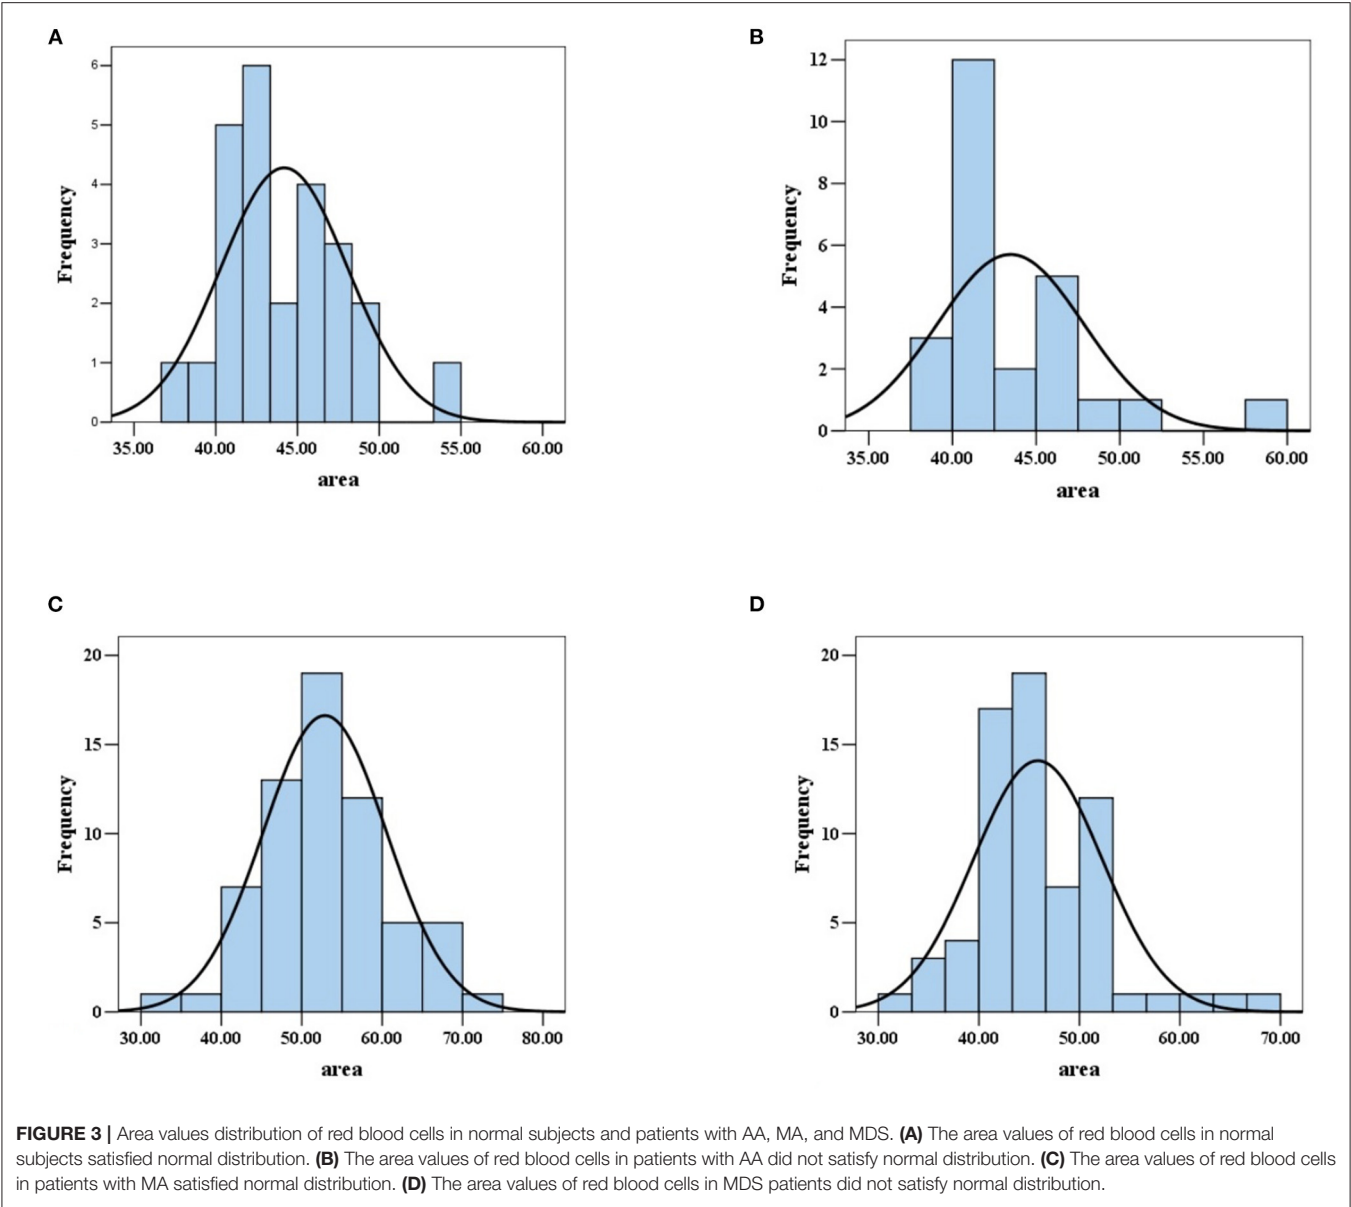 A
6
5
4
3
2
1
0
Frequency
35.00 40.00 45.00 50.00 55.00 60.00
area
B
12
10
8
6
4
2
0
Frequency
35.00 40.00 45.00 50.00 55.00 60.00
area
C
20
15
10
5
0
Frequency
30.00 40.00 50.00 60.00 70.00 80.00
area
D
20
15
10
5
0
Frequency
30.00 40.00 50.00 60.00 70.00
area
FIGURE 3 | Area values distribution of red blood cells in normal subjects and patients with AA, MA, and MDS. (A) The area values of red blood cells in normal
subjects satisfied normal distribution. (B) The area values of red blood cells in patients with AA did not satisfy normal distribution. (C) The area values of red blood cells
in patients with MA satisfied normal distribution. (D) The area values of red blood cells in MDS patients did not satisfy normal distribution.